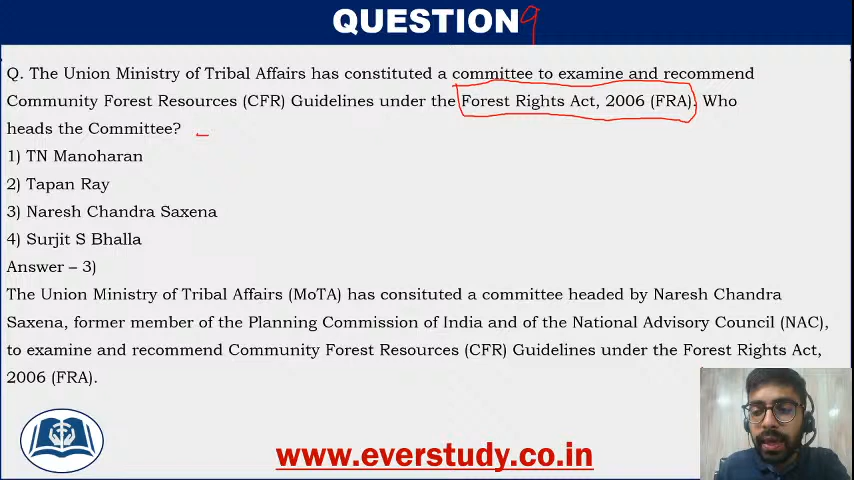 QUESTION 9
Q. The Union Ministry of Tribal Affairs has constituted a committee to examine and recommend
Community Forest Resources (CFR) Guidelines under the Forest Rights Act, 2006 (FRA). Who
heads the Committee?
1) TN Manoharan
2) Tapan Ray
3) Naresh Chandra Saxena
4) Surjit S Bhalla
Answer – 3)
The Union Ministry of Tribal Affairs (MoTA) has consituted a committee headed by Naresh Chandra
Saxena, former member of the Planning Commission of India and of the National Advisory Council (NAC),
to examine and recommend Community Forest Resources (CFR) Guidelines under the Forest Rights Act,
2006 (FRA).
www.everstudy.co.in